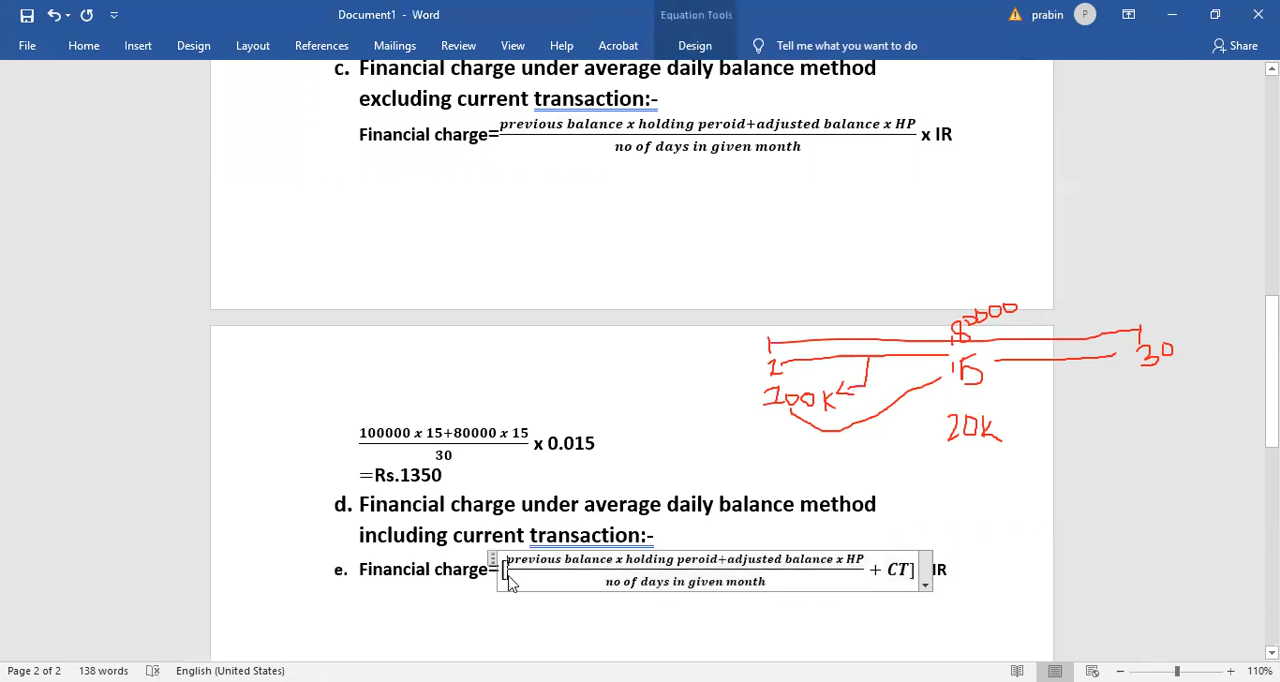 Document1 - Word
Equation Tools
prabin
P
File Home Insert Design Layout References Mailings Review View Help Acrobat Design Tell me what you want to do Share
c. Financial charge under average daily balance method
excluding current transaction:-
Financial charge=previous balance x holding peroid+adjusted balance x HP x IR
no of days in given month
80000
1 15 30
100K
20K
100000 x 15+80000 x 15 x 0.015
30
=Rs.1350
d. Financial charge under average daily balance method
including current transaction:-
e. Financial charge=[previous balance x holding peroid+adjusted balance x HP + CT] IR
no of days in given month
Page 2 of 2 138 words English (United States) 110%